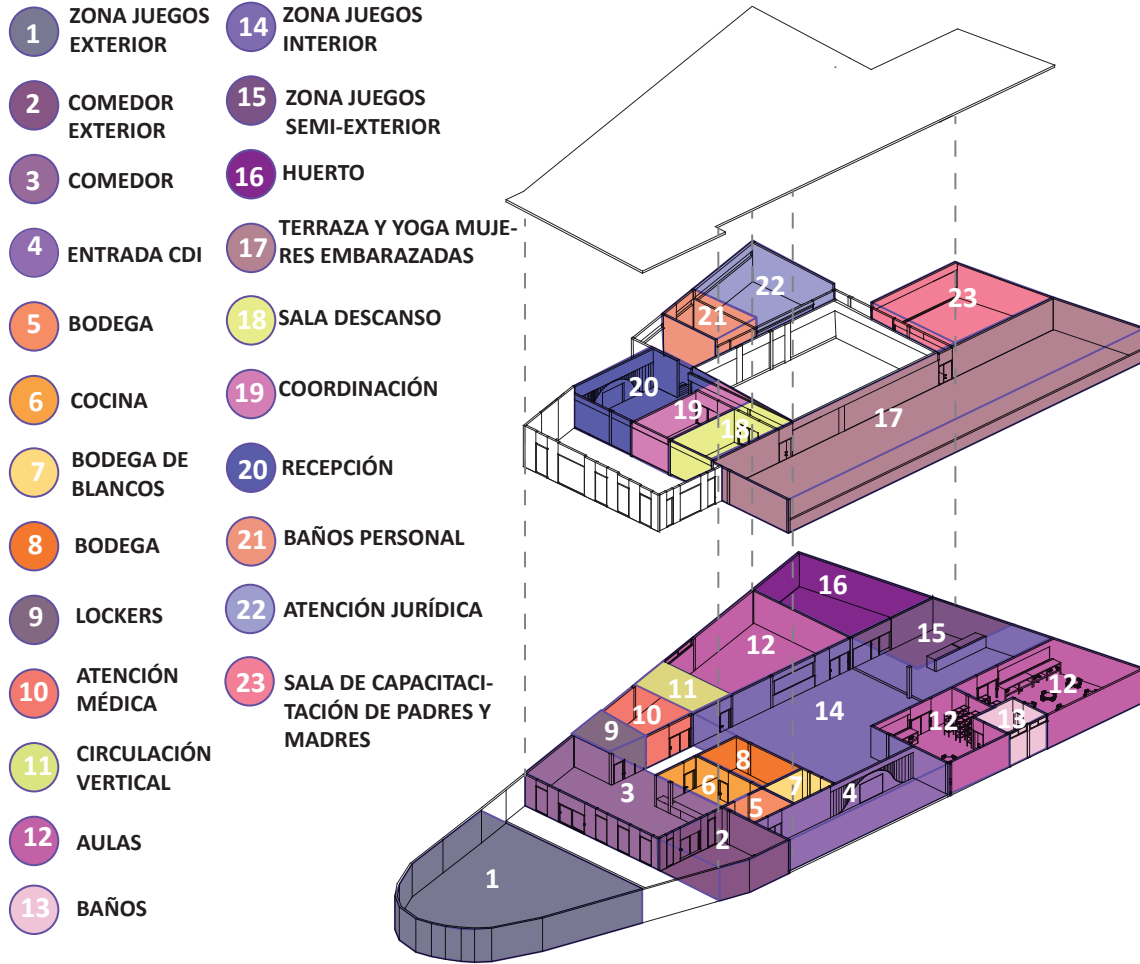 1
ZONA JUEGOS
EXTERIOR
2
COMEDOR
EXTERIOR
3
COMEDOR
4
ENTRADA CDI
5
BODEGA
6
COCINA
7
BODEGA DE
BLANCOS
8
BODEGA
9
LOCKERS
10
ATENCIÓN
MÉDICA
11
CIRCULACIÓN
VERTICAL
12
AULAS
13
BAÑOS
14
ZONA JUEGOS
INTERIOR
15
ZONA JUEGOS
SEMI-EXTERIOR
16
HUERTO
17
TERRAZA Y YOGA MUJE-
RES EMBARAZADAS
18
SALA DESCANSO
19
COORDINACIÓN
20
RECEPCIÓN
21
BAÑOS PERSONAL
22
ATENCIÓN JURÍDICA
23
SALA DE CAPACITACI-
TACIÓN DE PADRES Y
MADRES
22
23
21
20
19
18
17
16
15
12
11
14
12
12
13
10
9
8
7
6
5
4
3
2
1